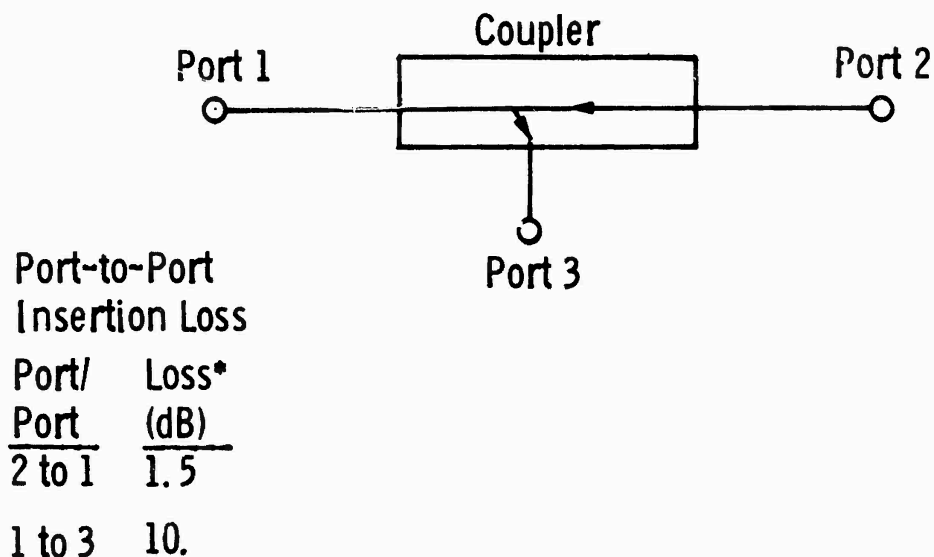 Coupler
Port 1
Port 2
Port 3
Port-to-Port
Insertion Loss
Port/ Loss*
Port (dB)
2 to 1 1.5
1 to 3 10.